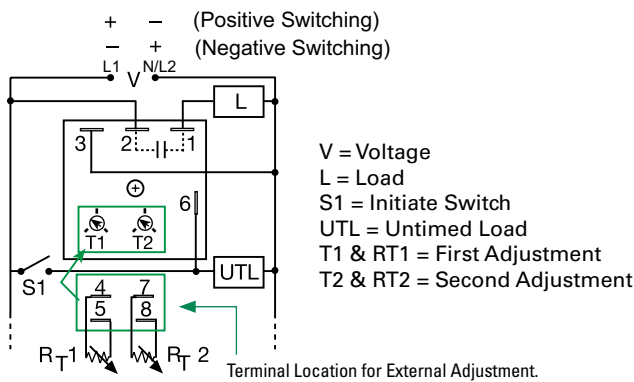 + – (Positive Switching)
– + (Negative Switching)
L1 V N/L2
L
3 2 1
6
T1 T2
S1
UTL
4 7
5 8
RT1 RT2
V = Voltage
L = Load
S1 = Initiate Switch
UTL = Untimed Load
T1 & RT1 = First Adjustment
T2 & RT2 = Second Adjustment
Terminal Location for External Adjustment.